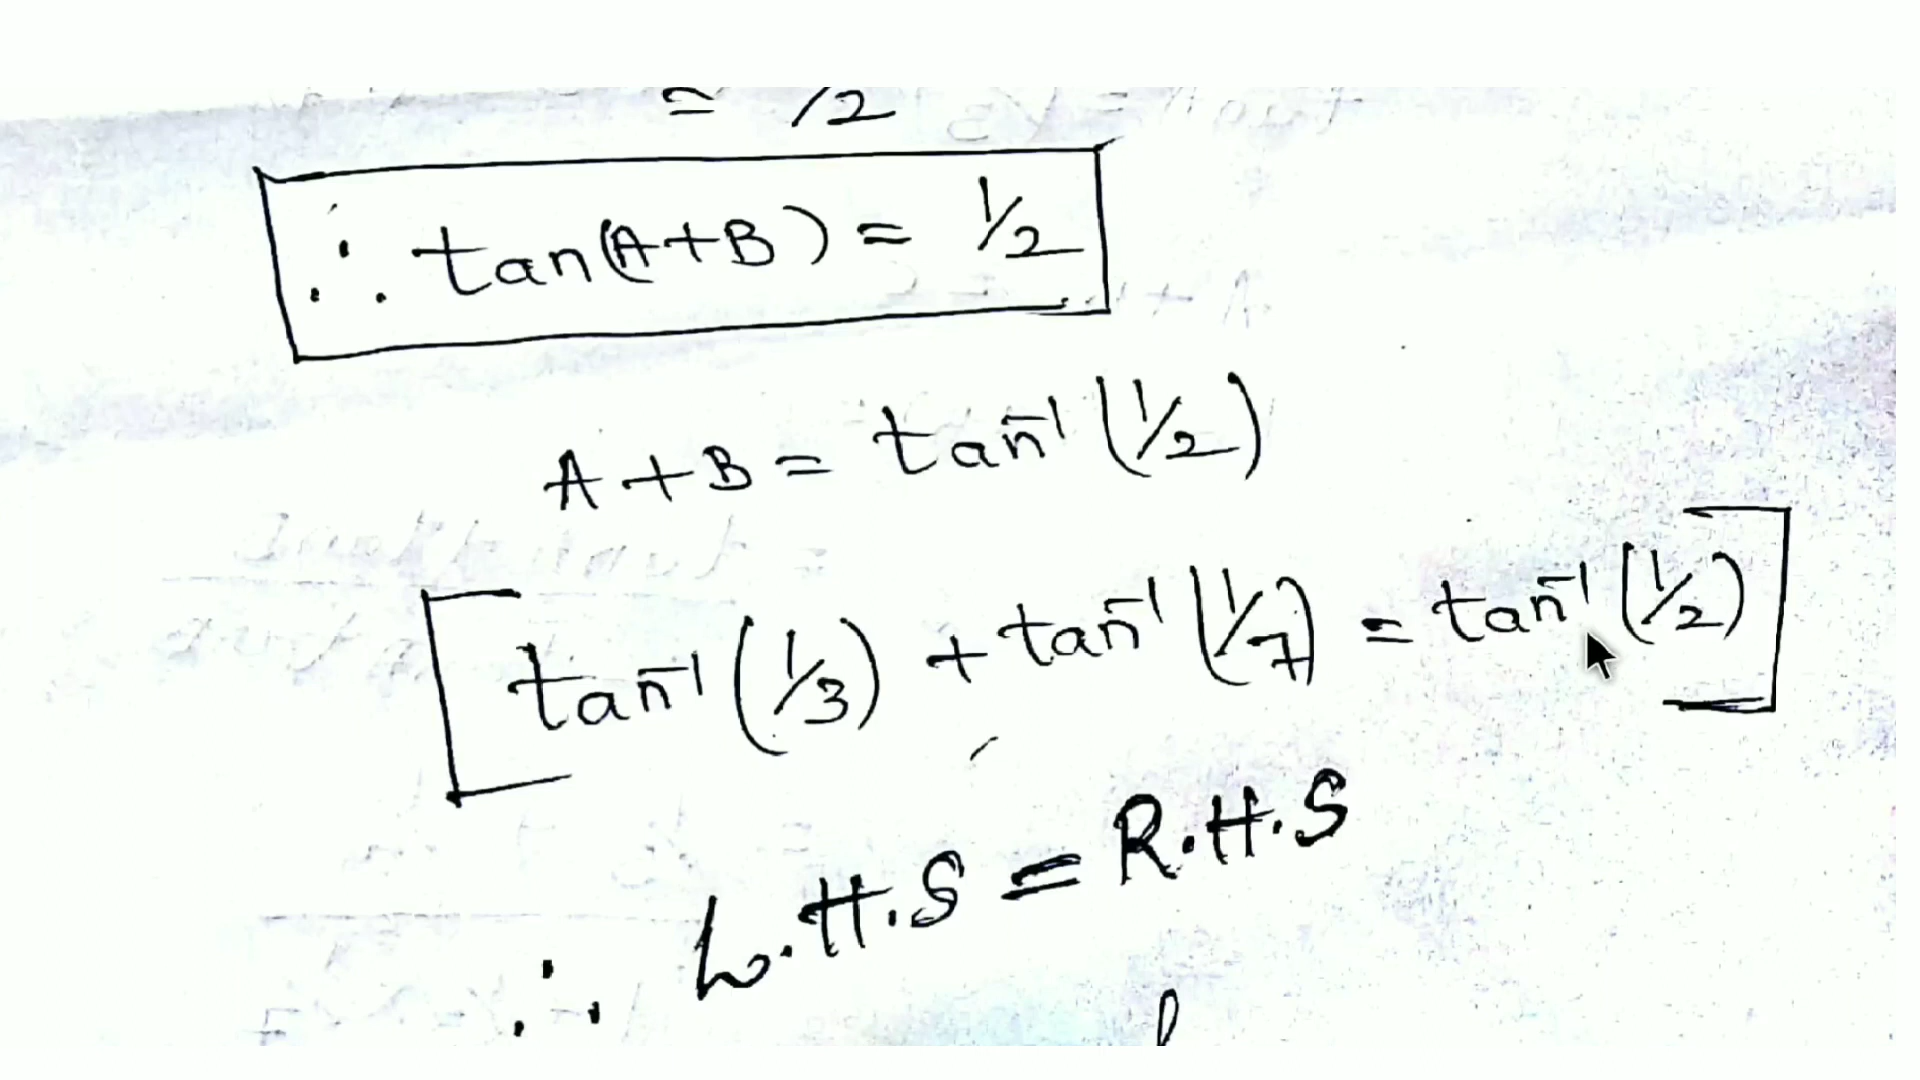 = 1/2
∴ tan(A+B) = 1/2
A+B = tan⁻¹(1/2)
tan⁻¹(1/3) + tan⁻¹(1/7) = tan⁻¹(1/2)
∴ L.H.S = R.H.S